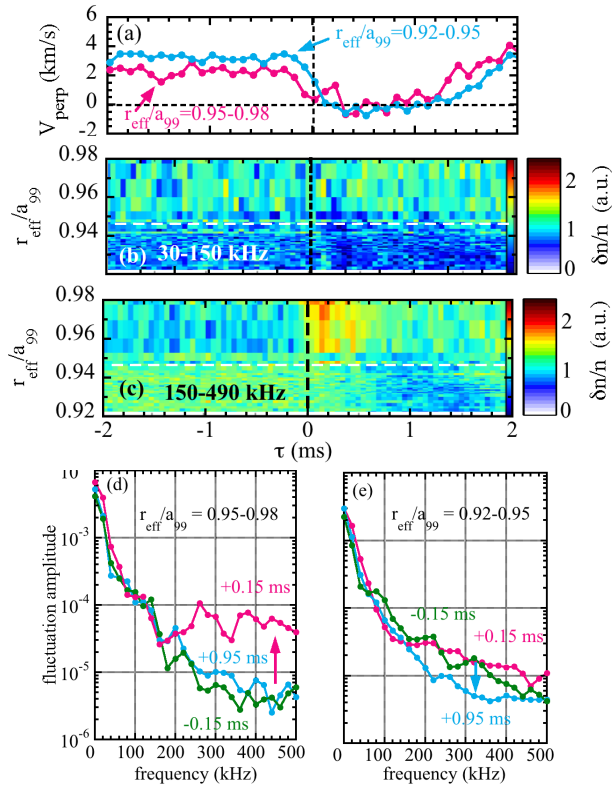 (a)
r_eff/a_99=0.92-0.95
r_eff/a_99=0.95-0.98
V_perp (km/s)
6
4
2
0
-2
0.98
0.96
0.94
r_eff/a_99
(b) 30-150 kHz
2
1
0
δn/n (a.u.)
0.98
0.96
0.94
0.92
r_eff/a_99
(c) 150-490 kHz
2
1
0
δn/n (a.u.)
-2 -1 0 1 2
τ (ms)
(d)
r_eff/a_99 = 0.95-0.98
+0.15 ms
+0.95 ms
-0.15 ms
fluctuation amplitude
10
10^-3
10^-4
10^-5
10^-6
0 100 200 300 400 500
frequency (kHz)
(e)
r_eff/a_99 = 0.92-0.95
-0.15 ms
+0.15 ms
+0.95 ms
0 100 200 300 400 500
frequency (kHz)